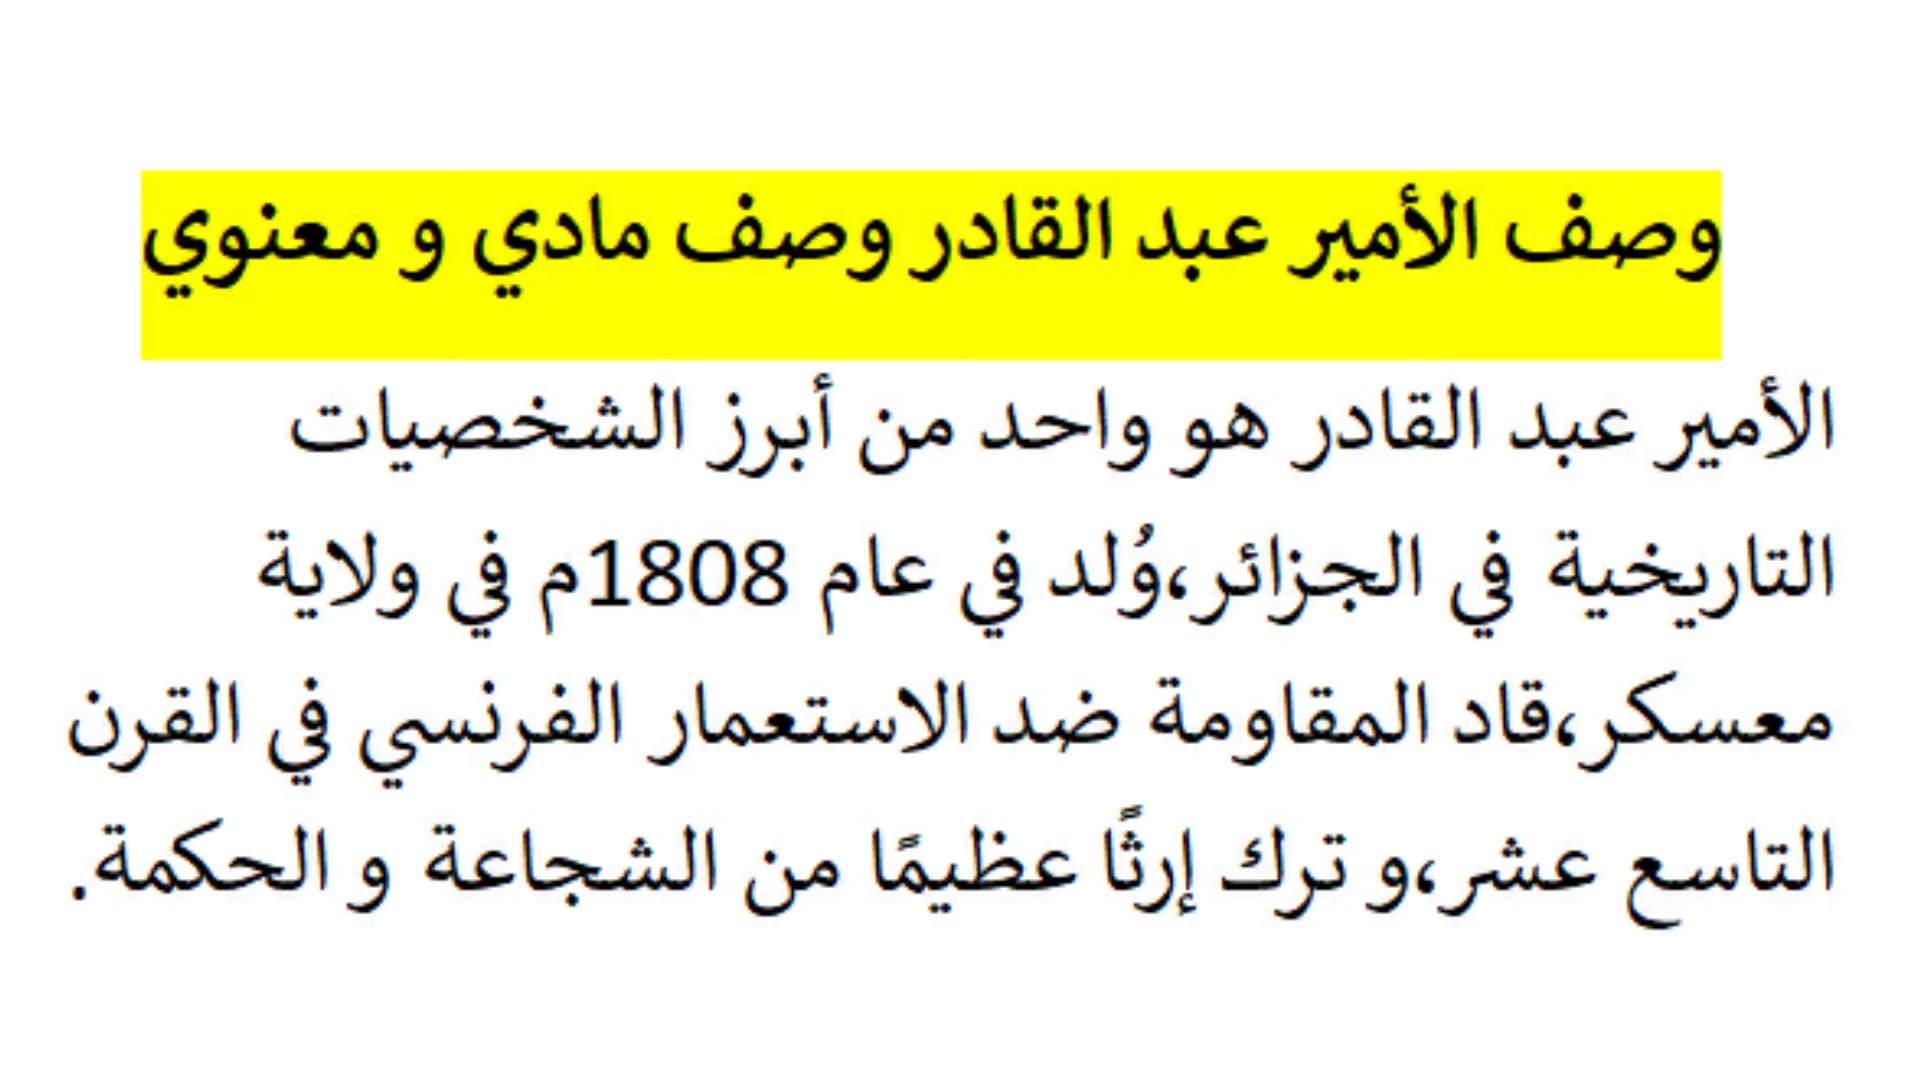 وصف الأمير عبد القادر وصف مادي و معنوي
الأمير عبد القادر هو واحد من أبرز الشخصيات
التاريخية في الجزائر،وُلد في عام 1808م في ولاية
معسكر،قاد المقاومة ضد الاستعمار الفرنسي في القرن
التاسع عشر،و ترك إرثًا عظيمًا من الشجاعة و الحكمة.